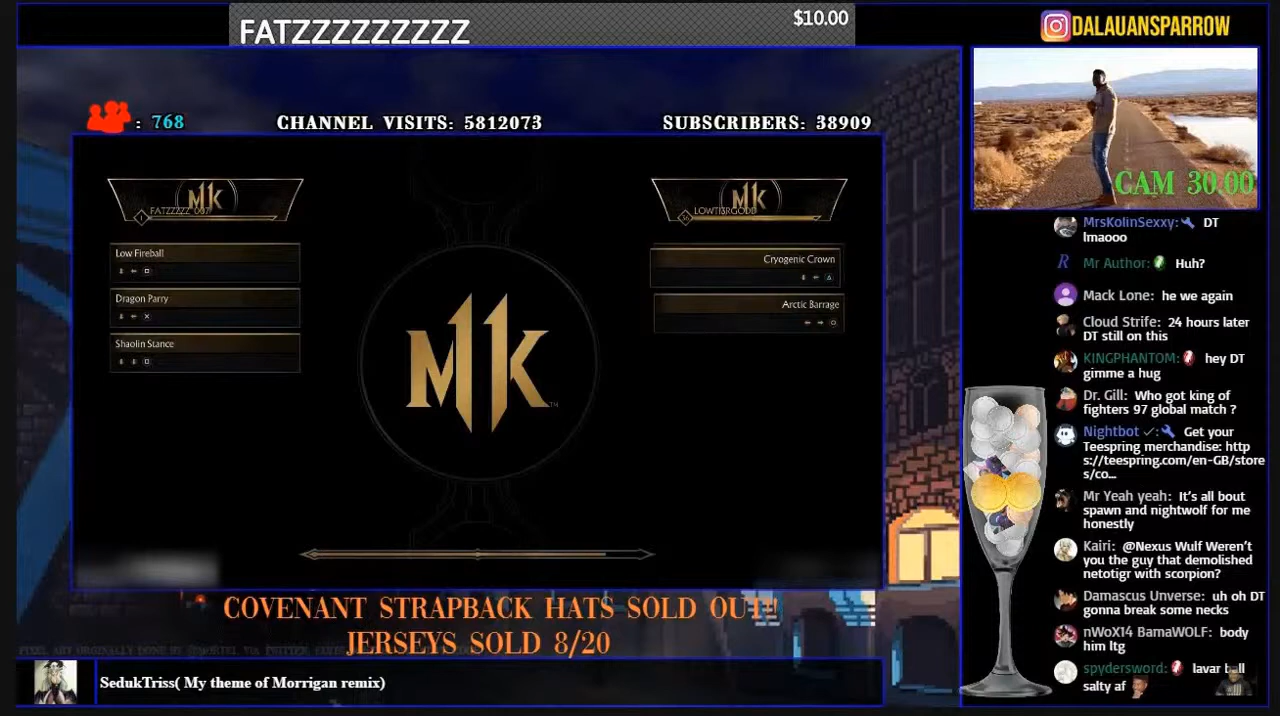 FATZZZZZZZZZ
$10.00
DALAUANSPARROW
: 768
CHANNEL VISITS: 5812073
SUBSCRIBERS: 38909
CAM 30.00
MK
1
Low Fireball
Dragon Parry
Shaolin Stance
MK
LOWTI3RGODD
Cryogenic Crown
Arctic Barrage
MK
TM
COVENANT STRAPBACK HATS SOLD OUT!!
JERSEYS SOLD 8/20
SedukTriss( My theme of Morrigan remix)
MrsKolinSexxy: DT
lmaooo
Mr Author: Huh?
Mack Lone: he we again
Cloud Strife: 24 hours later
DT still on this
KINGPHANTOM: hey DT
gimme a hug
Dr. Gill: Who got king of
fighters 97 global match ?
Nightbot ✓: Get your
Teespring merchandise: http
s://teespring.com/en-GB/store
s/co...
Mr Yeah yeah: It's all bout
spawn and nightwolf for me
honestly
Kairi: @Nexus Wulf Weren't
you the guy that demolished
netotigr with scorpion?
Damascus Unverse: uh oh DT
gonna break some necks
nWoX14 BamaWOLF: body
him ltg
spydersword: lavar ball
salty af